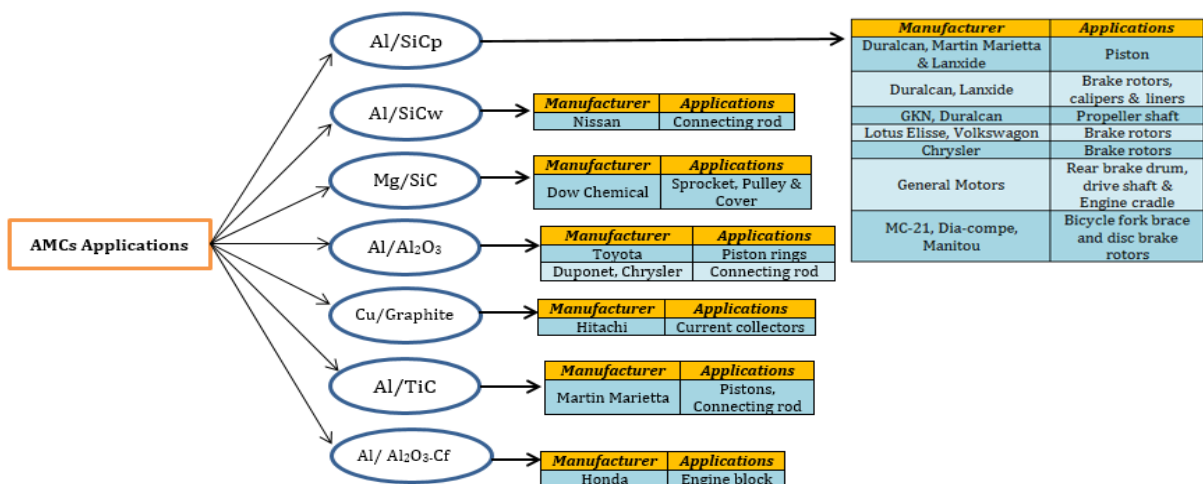 AMCs Applications
Al/SiCp
Manufacturer Applications
Duralcan, Martin Marietta
& Lanxide
Piston
Duralcan, Lanxide
Brake rotors,
calipers & liners
GKN, Duralcan Propeller shaft
Lotus Elisse, Volkswagon Brake rotors
Chrysler Brake rotors
General Motors
Rear brake drum,
drive shaft &
Engine cradle
MC-21, Dia-compe,
Manitou
Bicycle fork brace
and disc brake
rotors
Al/SiCw
Manufacturer Applications
Nissan Connecting rod
Mg/SiC
Manufacturer Applications
Dow Chemical
Sprocket, Pulley &
Cover
Al/Al₂O₃
Manufacturer Applications
Toyota Piston rings
Duponet, Chrysler Connecting rod
Cu/Graphite
Manufacturer Applications
Hitachi Current collectors
Al/TiC
Manufacturer Applications
Martin Marietta
Pistons,
Connecting rod
Al/ Al₂O₃-Cf
Manufacturer Applications
Honda Engine block